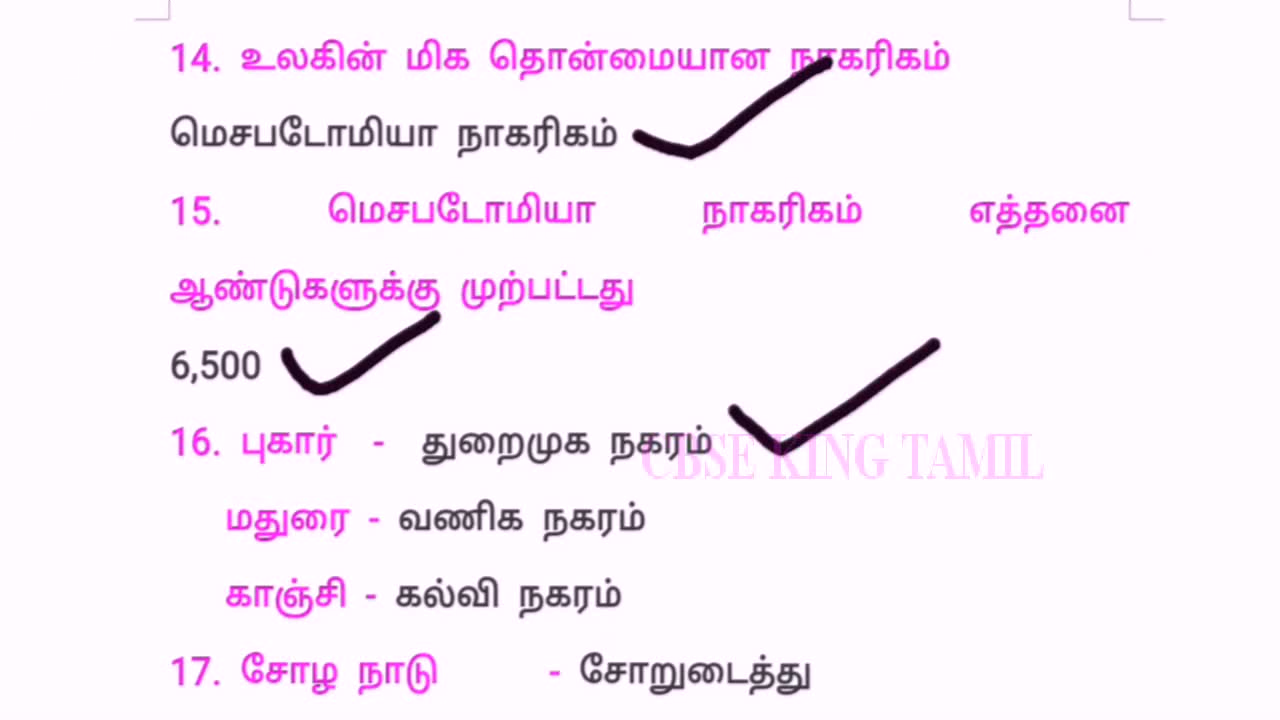 14. உலகின் மிக தொன்மையான நாகரிகம்
மெசபடோமியா நாகரிகம்
15. மெசபடோமியா நாகரிகம் எத்தனை
ஆண்டுகளுக்கு முற்பட்டது
6,500
16. புகார் - துறைமுக நகரம்
CBSE KING TAMIL
மதுரை - வணிக நகரம்
காஞ்சி - கல்வி நகரம்
17. சோழ நாடு - சோறுடைத்து